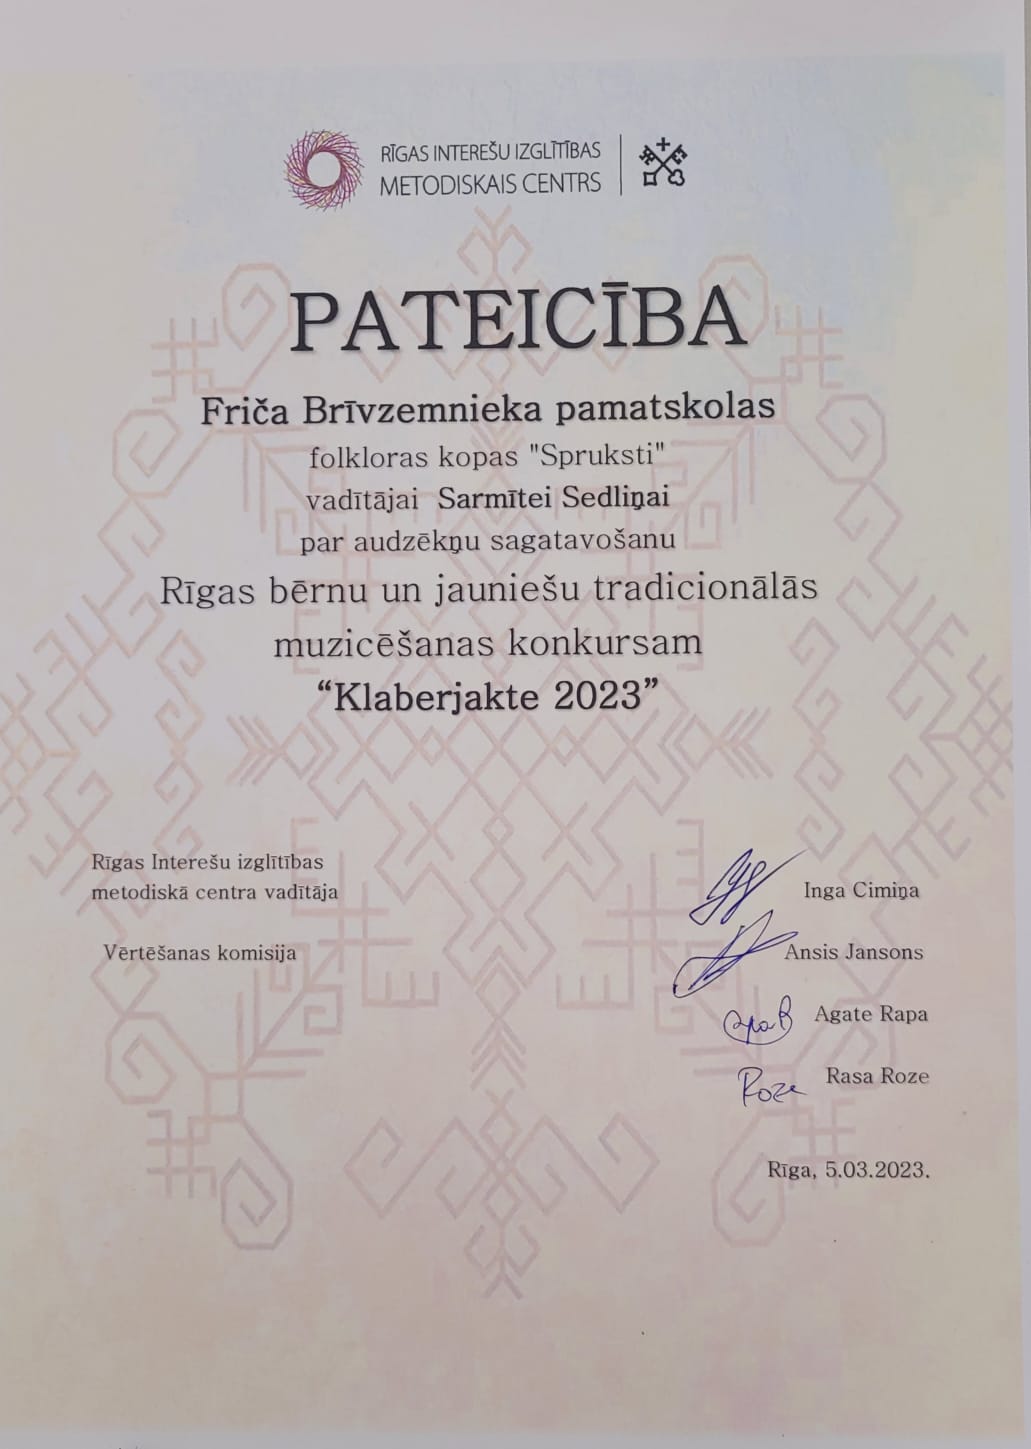 RĪGAS INTEREŠU IZGLĪTĪBAS
METODISKAIS CENTRS
PATEICĪBA
Friča Brīvzemnieka pamatskolas
folkloras kopas "Spruksti"
vadītājai Sarmītei Sedliņai
par audzēkņu sagatavošanu
Rīgas bērnu un jauniešu tradicionālās
muzicēšanas konkursam
“Klaberjakte 2023”
Rīgas Interešu izglītības
metodiskā centra vadītāja
Inga Cimiņa
Vērtēšanas komisija
Ansis Jansons
Agate Rapa
Roze Rasa Roze
Rīga, 5.03.2023.